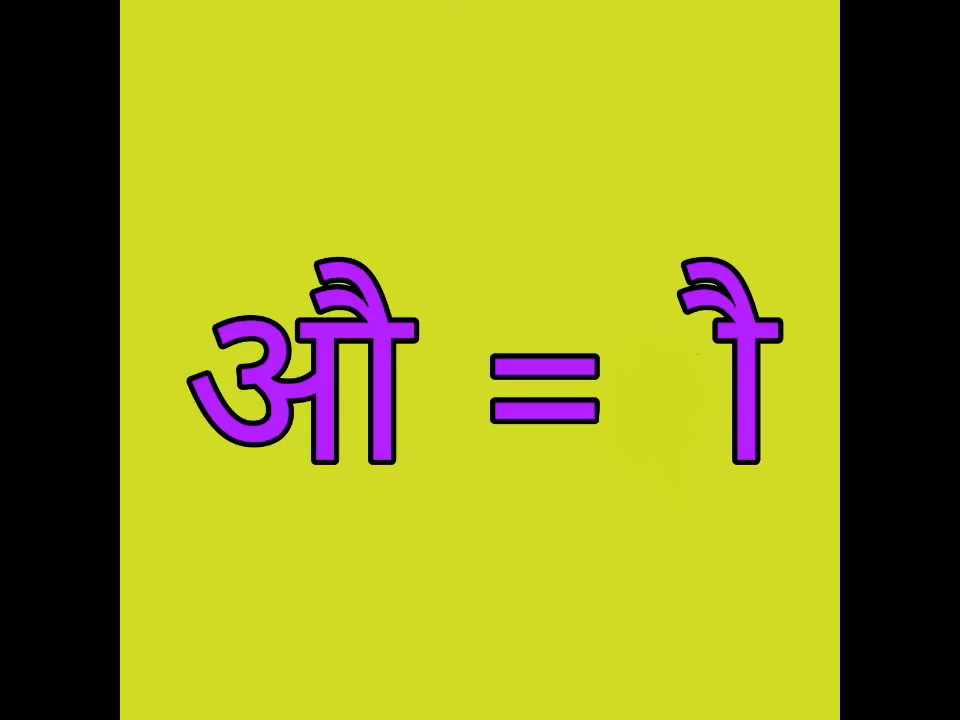 औ = ौ